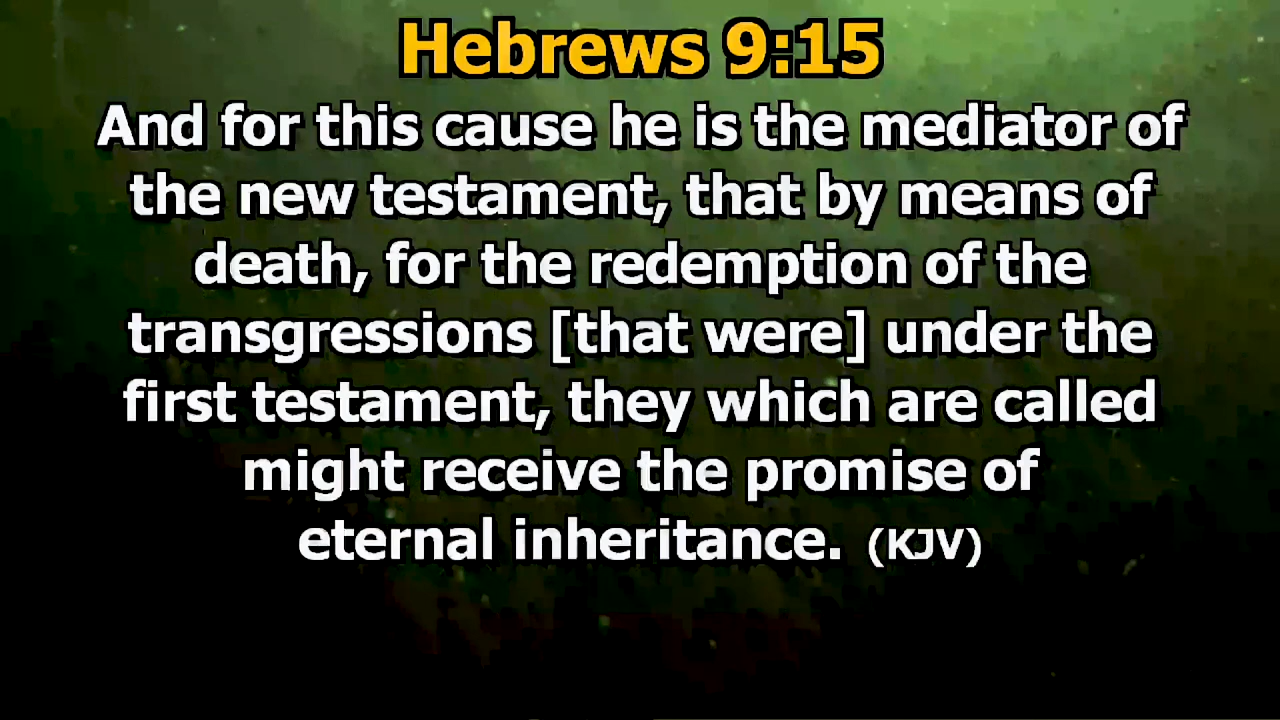 Hebrews 9:15
And for this cause he is the mediator of
the new testament, that by means of
death, for the redemption of the
transgressions [that were] under the
first testament, they which are called
might receive the promise of
eternal inheritance. (KJV)